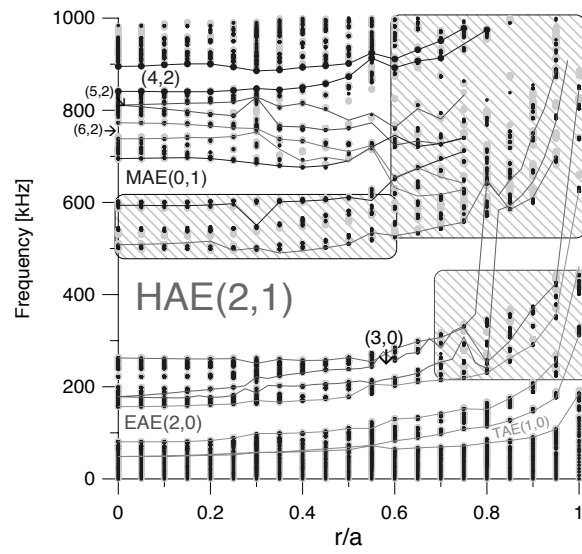 1000
(4,2)
(5,2)
800
(6,2)
MAE(0,1)
600
Frequency [kHz]
HAE(2,1)
400
(3,0)
200
EAE(2,0)
TAE(1,0)
0
0 0.2 0.4 0.6 0.8 1
r/a